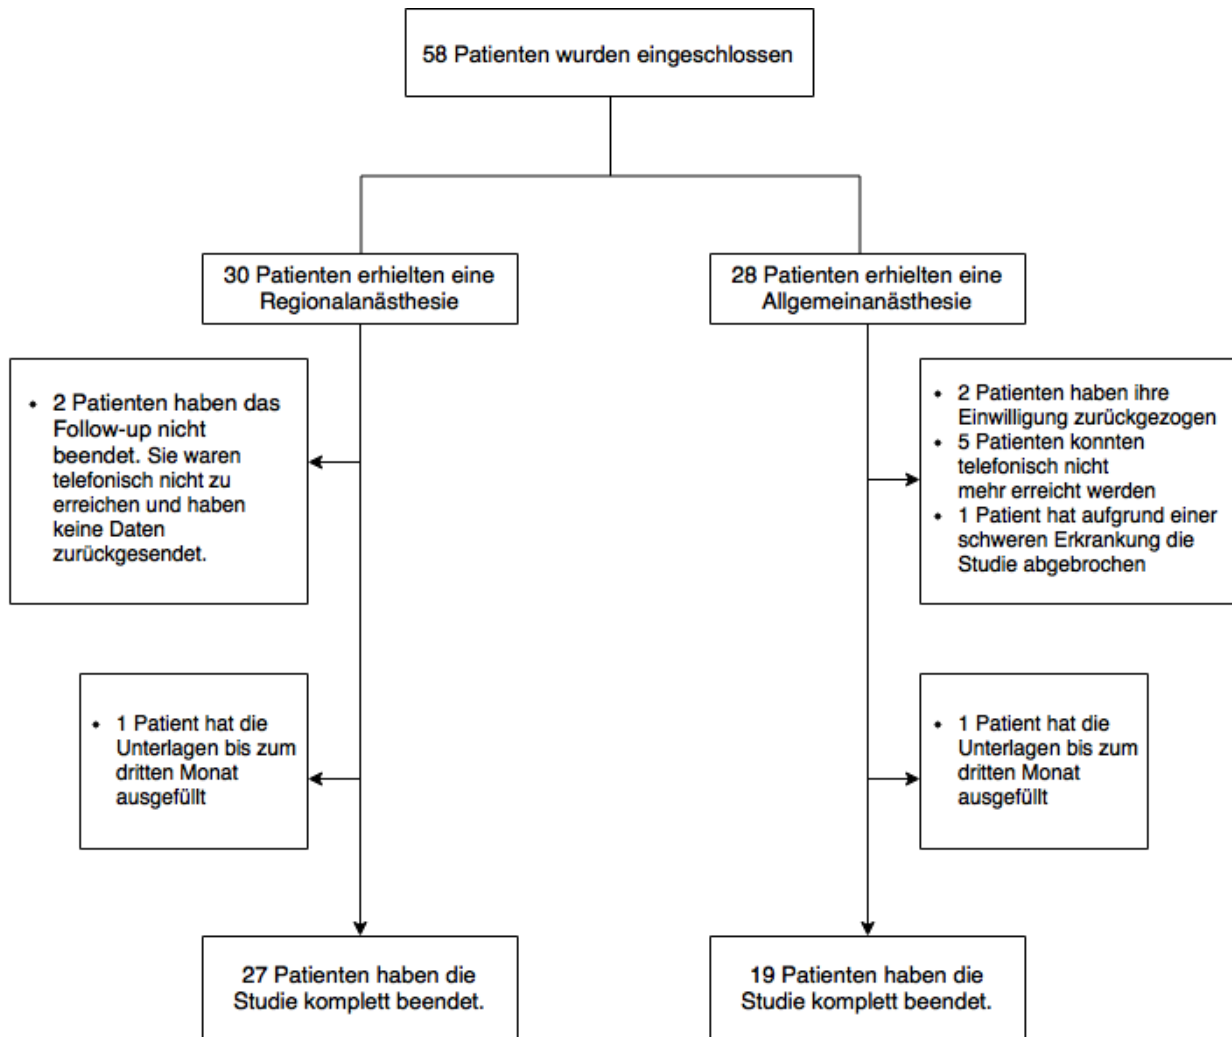 58 Patienten wurden eingeschlossen
30 Patienten erhielten eine
Regionalanästhesie
28 Patienten erhielten eine
Allgemeinanästhesie
• 2 Patienten haben das
Follow-up nicht
beendet. Sie waren
telefonisch nicht zu
erreichen und haben
keine Daten
zurückgesendet.
• 2 Patienten haben ihre
Einwilligung zurückgezogen
• 5 Patienten konnten
telefonisch nicht
mehr erreicht werden
• 1 Patient hat aufgrund einer
schweren Erkrankung die
Studie abgebrochen
• 1 Patient hat die
Unterlagen bis zum
dritten Monat
ausgefüllt
• 1 Patient hat die
Unterlagen bis zum
dritten Monat
ausgefüllt
27 Patienten haben die
Studie komplett beendet.
19 Patienten haben die
Studie komplett beendet.